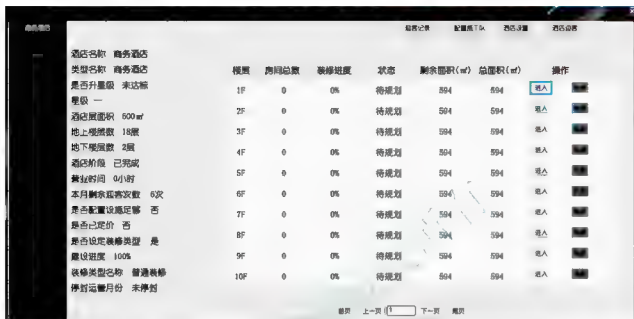 商务酒店
迎客记录 配置施工队 酒店设置 酒店迎客
酒店名称 商务酒店
类型名称 商务酒店
是否升星级 未达标
星级 一
酒店层面积 600㎡
地上楼层数 18层
地下楼层数 2层
酒店阶段 已完成
营业时间 0小时
本月剩余迎客次数 6次
是否配置设施足够 否
是否已定价 否
是否设定装修类型 是
建设进度 100%
装修类型名称 普通装修
停封运营月份 未停封
楼层 房间总数 装修进度 状态 剩余面积(㎡) 总面积(㎡) 操作
1F 0 0% 待规划 594 594 进入
2F 0 0% 待规划 594 594 进入
3F 0 0% 待规划 594 594 进入
4F 0 0% 待规划 594 594 进入
5F 0 0% 待规划 594 594 进入
6F 0 0% 待规划 594 594 进入
7F 0 0% 待规划 594 594 进入
8F 0 0% 待规划 594 594 进入
9F 0 0% 待规划 594 594 进入
10F 0 0% 待规划 594 594 进入
首页 上一页 1 下一页 尾页